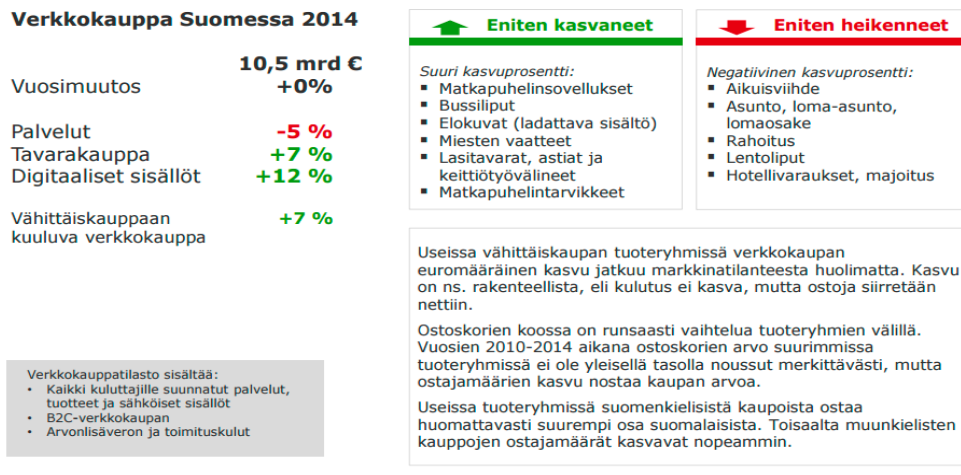 Verkkokauppa Suomessa 2014
10,5 mrd €
Vuosimuutos +0%
Palvelut -5 %
Tavarakauppa +7 %
Digitaaliset sisällöt +12 %
Vähittäiskauppaan +7 %
kuuluva verkkokauppa
Verkkokauppatilasto sisältää:
• Kaikki kuluttajille suunnatut palvelut,
tuotteet ja sähköiset sisällöt
• B2C-verkkokaupan
• Arvonlisäveron ja toimituskulut
Eniten kasvaneet
Suuri kasvuprosentti:
▪ Matkapuhelinsovellukset
▪ Bussiliput
▪ Elokuvat (ladattava sisältö)
▪ Miesten vaatteet
▪ Lasitavarat, astiat ja
keittiötyövälineet
▪ Matkapuhelintarvikkeet
Eniten heikenneet
Negatiivinen kasvuprosentti:
▪ Aikuisviihde
▪ Asunto, loma-asunto,
lomaosake
▪ Rahoitus
▪ Lentoliput
▪ Hotellivaraukset, majoitus
Useissa vähittäiskaupan tuoteryhmissä verkkokaupan
euromääräinen kasvu jatkuu markkinatilanteesta huolimatta. Kasvu
on ns. rakenteellista, eli kulutus ei kasva, mutta ostoja siirretään
nettiin.
Ostoskorien koossa on runsaasti vaihtelua tuoteryhmien välillä.
Vuosien 2010-2014 aikana ostoskorien arvo suurimmissa
tuoteryhmissä ei ole yleisellä tasolla noussut merkittävästi, mutta
ostajamäärien kasvu nostaa kaupan arvoa.
Useissa tuoteryhmissä suomenkielisistä kaupoista ostaa
huomattavasti suurempi osa suomalaisista. Toisaalta muunkielisten
kauppojen ostajamäärät kasvavat nopeammin.